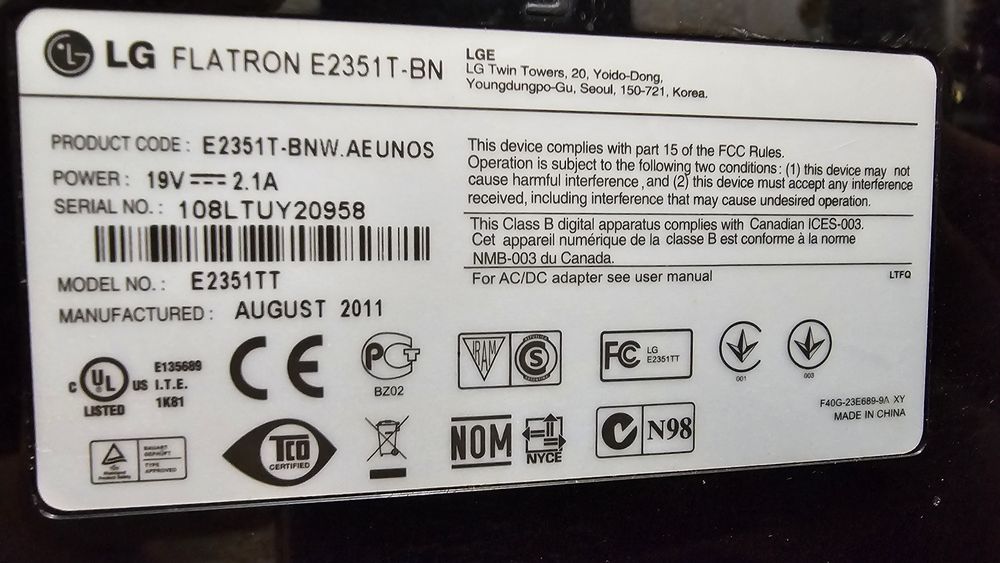 LG FLATRON E2351T-BN
LGE
LG Twin Towers, 20, Yoido-Dong,
Youngdungpo-Gu, Seoul, 150-721, Korea.
PRODUCT CODE : E2351T-BNW.AEUNOS
POWER : 19V 2.1A
SERIAL NO. : 108LTUY20958
MODEL NO. : E2351TT
MANUFACTURED : AUGUST 2011
This device complies with part 15 of the FCC Rules.
Operation is subject to the following two conditions: (1) this device may not
cause harmful interference, and (2) this device must accept any interference
received, including interference that may cause undesired operation.
This Class B digital apparatus complies with Canadian ICES-003.
Cet appareil numérique de la classe B est conforme à la norme
NMB-003 du Canada.
For AC/DC adapter see user manual
LTFQ
C UL US
LISTED
E135689
I.T.E.
1K81
CE
PCT
BZ02
RAM
S
FC
LG
E2351TT
001
003
F40G-23E689-9A XY
MADE IN CHINA
BAUART
GEPRÜFT
TYPE
APPROVED
TCO
CERTIFIED
NOM
NYCE
N98